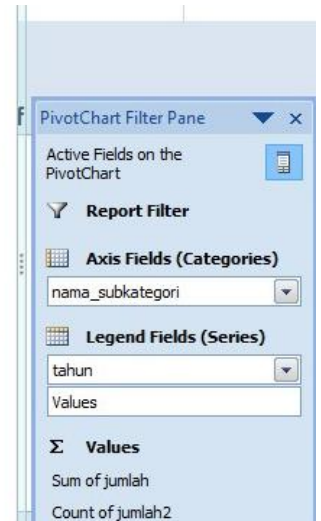 PivotChart Filter Pane
Active Fields on the
PivotChart
Report Filter
Axis Fields (Categories)
nama_subkategori
Legend Fields (Series)
tahun
Values
Σ Values
Sum of jumlah
Count of jumlah2